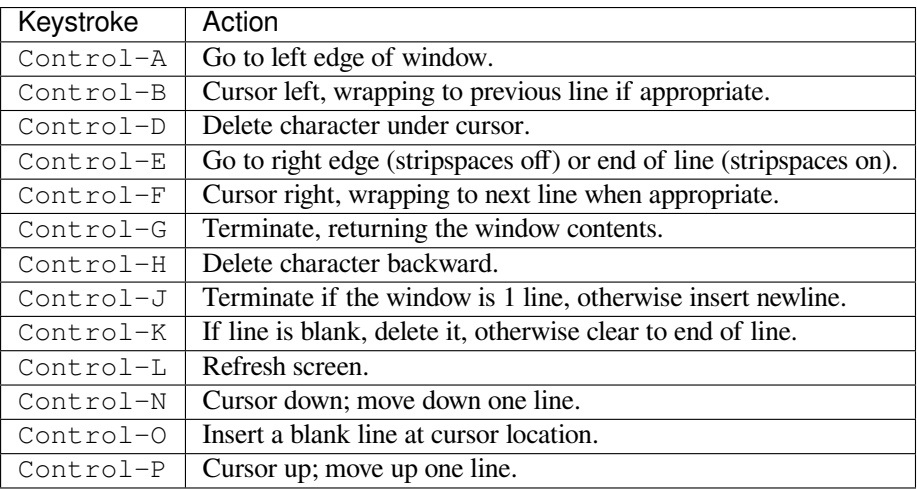 Keystroke Action
Control-A Go to left edge of window.
Control-B Cursor left, wrapping to previous line if appropriate.
Control-D Delete character under cursor.
Control-E Go to right edge (stripspaces off) or end of line (stripspaces on).
Control-F Cursor right, wrapping to next line when appropriate.
Control-G Terminate, returning the window contents.
Control-H Delete character backward.
Control-J Terminate if the window is 1 line, otherwise insert newline.
Control-K If line is blank, delete it, otherwise clear to end of line.
Control-L Refresh screen.
Control-N Cursor down; move down one line.
Control-O Insert a blank line at cursor location.
Control-P Cursor up; move up one line.